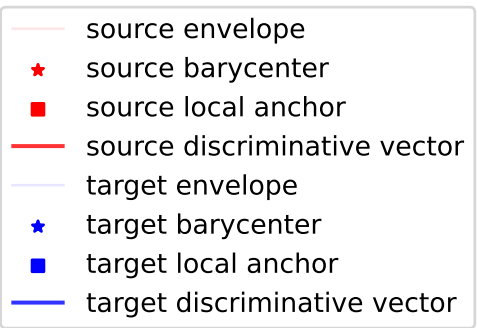 source envelope
source barycenter
source local anchor
source discriminative vector
target envelope
target barycenter
target local anchor
target discriminative vector